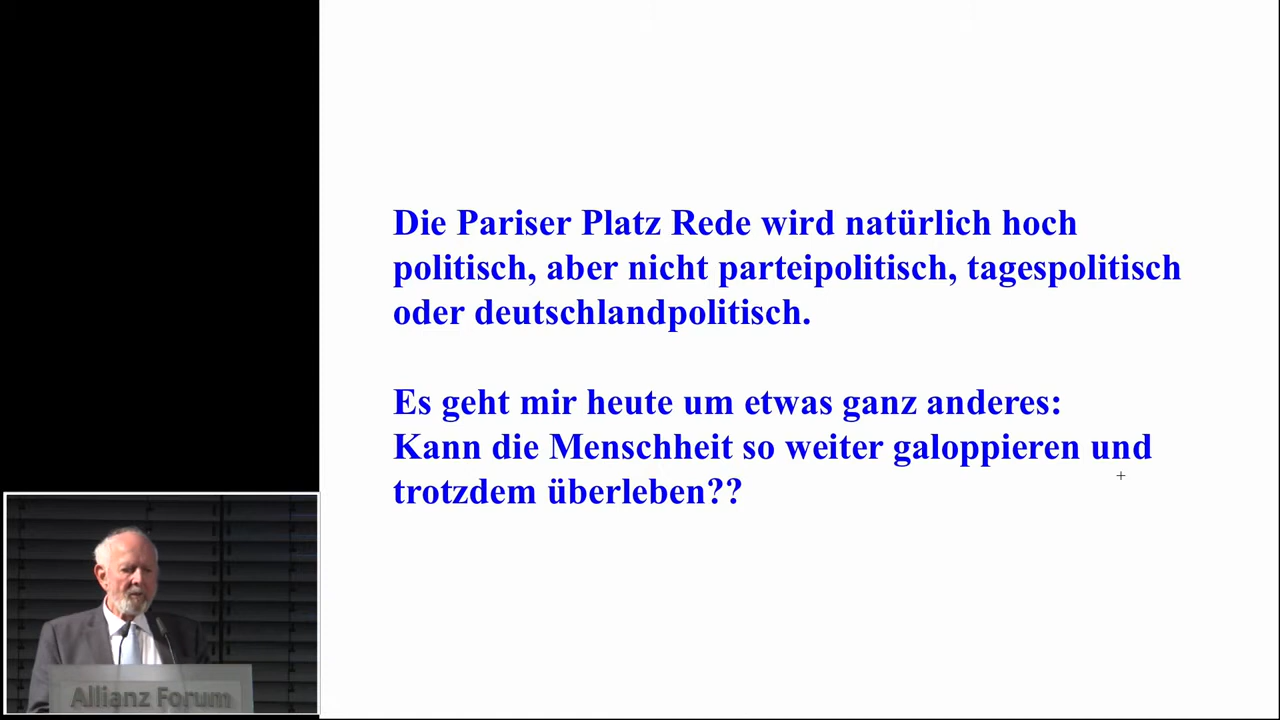 Die Pariser Platz Rede wird natürlich hoch
politisch, aber nicht parteipolitisch, tagespolitisch
oder deutschlandpolitisch.
Es geht mir heute um etwas ganz anderes:
Kann die Menschheit so weiter galoppieren und
trotzdem überleben??
Allianz Forum